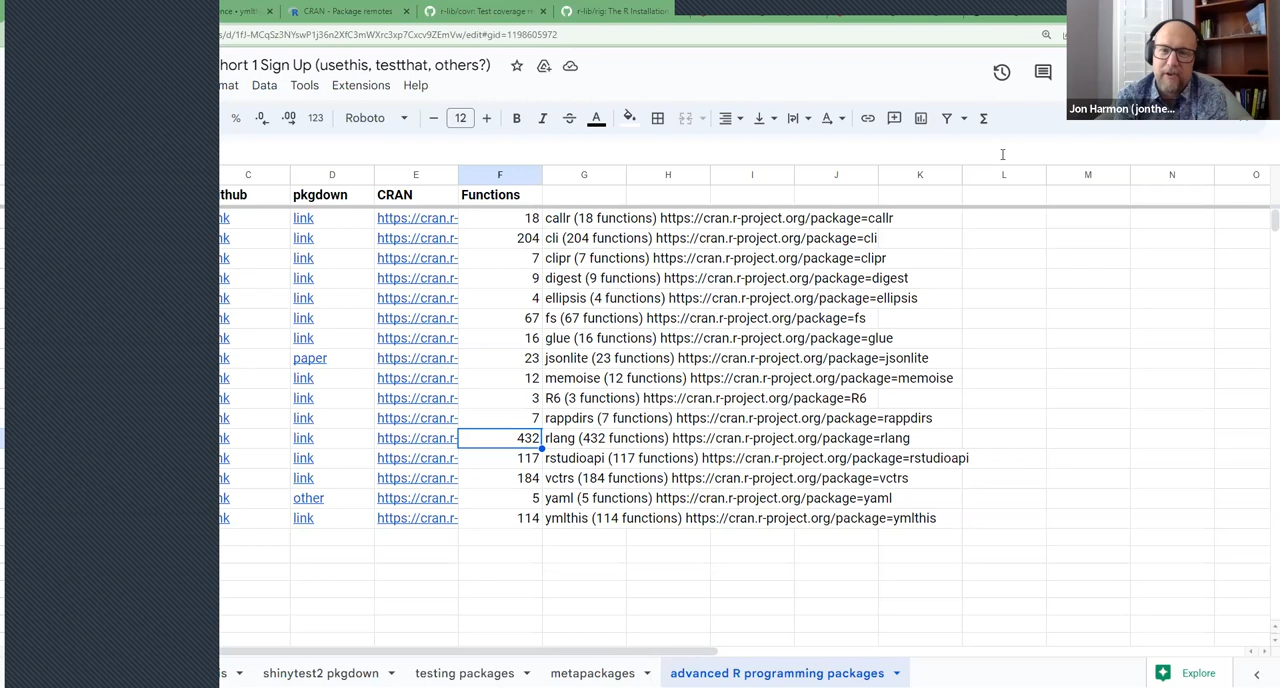 ence • ymlth
CRAN - Package remotes
r-lib/covr: Test coverage r
r-lib/rig: The R Installation
s/d/1fJ-MCqSz3NYswP1j36n2XfC3mWXrc3xp7Cxcv9ZEmVw/edit#gid=1198605972
hort 1 Sign Up (usethis, testthat, others?)
mat Data Tools Extensions Help
% .0 .00 123 Roboto 12 B I A Σ
Jon Harmon (jonthe...
C D E F G H I J K L M N O
thub pkgdown CRAN Functions
nk link https://cran.r- 18 callr (18 functions) https://cran.r-project.org/package=callr
nk link https://cran.r- 204 cli (204 functions) https://cran.r-project.org/package=cli
nk link https://cran.r- 7 clipr (7 functions) https://cran.r-project.org/package=clipr
nk link https://cran.r- 9 digest (9 functions) https://cran.r-project.org/package=digest
nk link https://cran.r- 4 ellipsis (4 functions) https://cran.r-project.org/package=ellipsis
nk link https://cran.r- 67 fs (67 functions) https://cran.r-project.org/package=fs
nk link https://cran.r- 16 glue (16 functions) https://cran.r-project.org/package=glue
nk paper https://cran.r- 23 jsonlite (23 functions) https://cran.r-project.org/package=jsonlite
nk link https://cran.r- 12 memoise (12 functions) https://cran.r-project.org/package=memoise
nk link https://cran.r- 3 R6 (3 functions) https://cran.r-project.org/package=R6
nk link https://cran.r- 7 rappdirs (7 functions) https://cran.r-project.org/package=rappdirs
nk link https://cran.r- 432 rlang (432 functions) https://cran.r-project.org/package=rlang
nk link https://cran.r- 117 rstudioapi (117 functions) https://cran.r-project.org/package=rstudioapi
nk link https://cran.r- 184 vctrs (184 functions) https://cran.r-project.org/package=vctrs
nk other https://cran.r- 5 yaml (5 functions) https://cran.r-project.org/package=yaml
nk link https://cran.r- 114 ymlthis (114 functions) https://cran.r-project.org/package=ymlthis
s shinytest2 pkgdown testing packages metapackages advanced R programming packages Explore